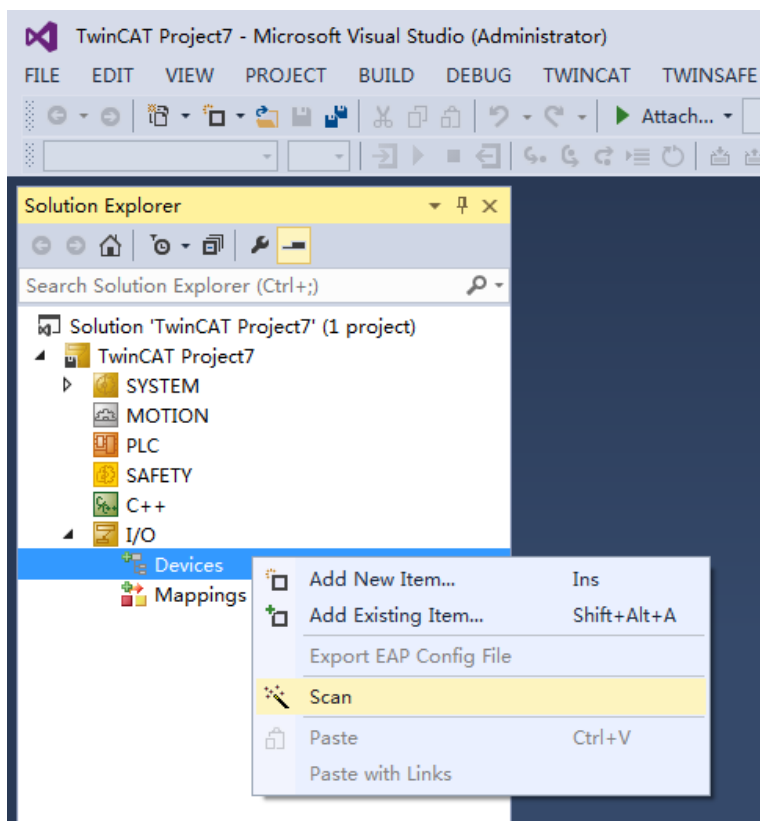 TwinCAT Project7 - Microsoft Visual Studio (Administrator)
FILE EDIT VIEW PROJECT BUILD DEBUG TWINCAT TWINSAFE
Attach...
Solution Explorer
Search Solution Explorer (Ctrl+;)
Solution 'TwinCAT Project7' (1 project)
TwinCAT Project7
SYSTEM
MOTION
PLC
SAFETY
C++
I/O
Devices
Mappings
Add New Item... Ins
Add Existing Item... Shift+Alt+A
Export EAP Config File
Scan
Paste Ctrl+V
Paste with Links